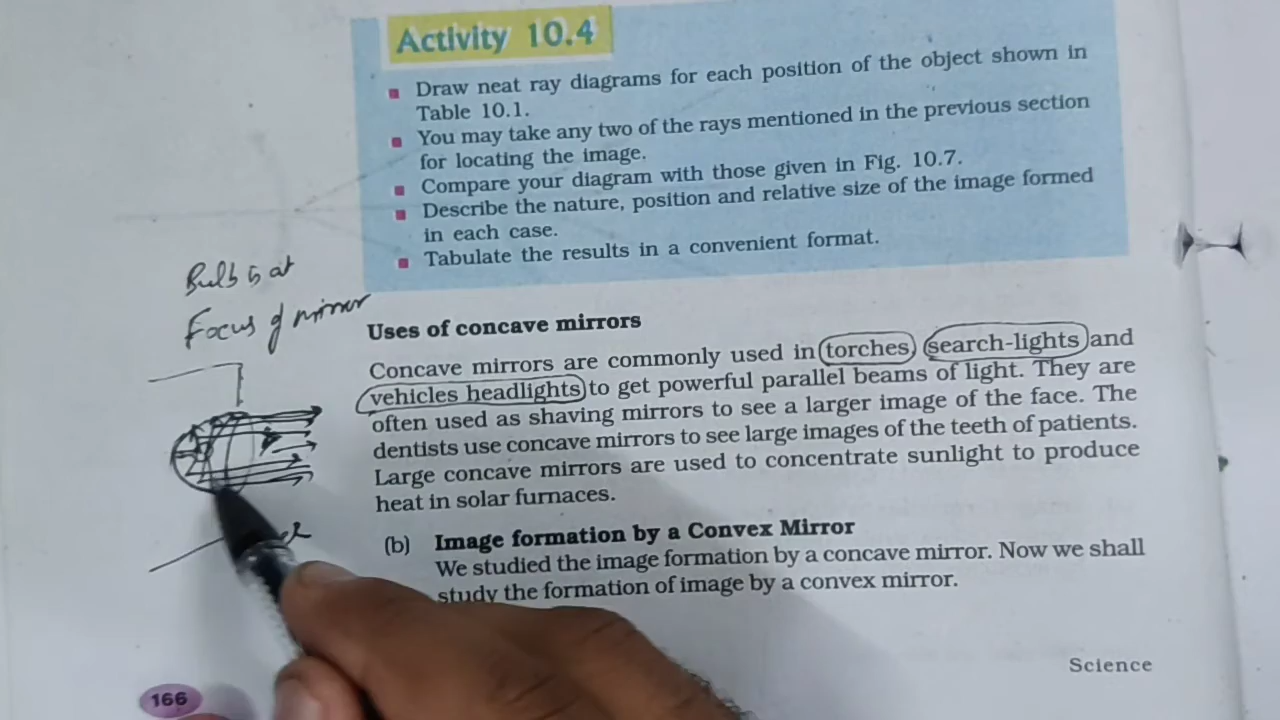 Activity 10.4
Draw neat ray diagrams for each position of the object shown in
Table 10.1.
You may take any two of the rays mentioned in the previous section
for locating the image.
Compare your diagram with those given in Fig. 10.7.
Describe the nature, position and relative size of the image formed
in each case.
Tabulate the results in a convenient format.
Bulb is at
Focus of mirror
Uses of concave mirrors
Concave mirrors are commonly used in torches, search-lights and
vehicles headlights to get powerful parallel beams of light. They are
often used as shaving mirrors to see a larger image of the face. The
dentists use concave mirrors to see large images of the teeth of patients.
Large concave mirrors are used to concentrate sunlight to produce
heat in solar furnaces.
(b) Image formation by a Convex Mirror
We studied the image formation by a concave mirror. Now we shall
study the formation of image by a convex mirror.
Science
166